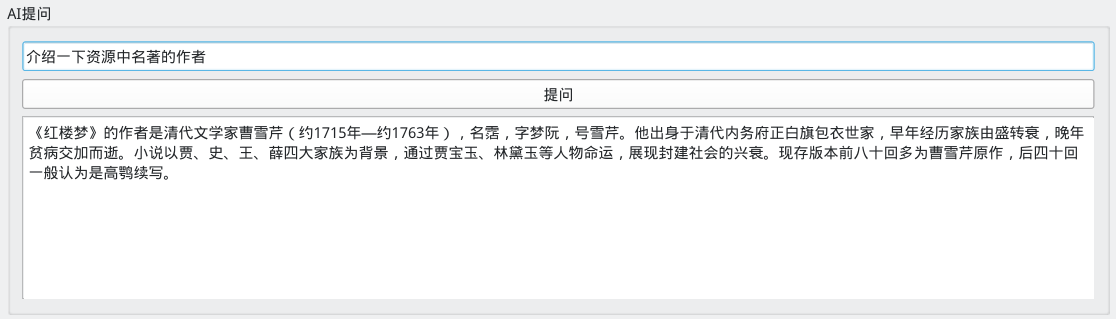 AI提问
介绍一下资源中名著的作者
提问
《红楼梦》的作者是清代文学家曹雪芹（约1715年—约1763年），名霑，字梦阮，号雪芹。他出身于清代内务府正白旗包衣世家，早年经历家族由盛转衰，晚年
贫病交加而逝。小说以贾、史、王、薛四大家族为背景，通过贾宝玉、林黛玉等人物命运，展现封建社会的兴衰。现存版本前八十回多为曹雪芹原作，后四十回
一般认为是高鹗续写。